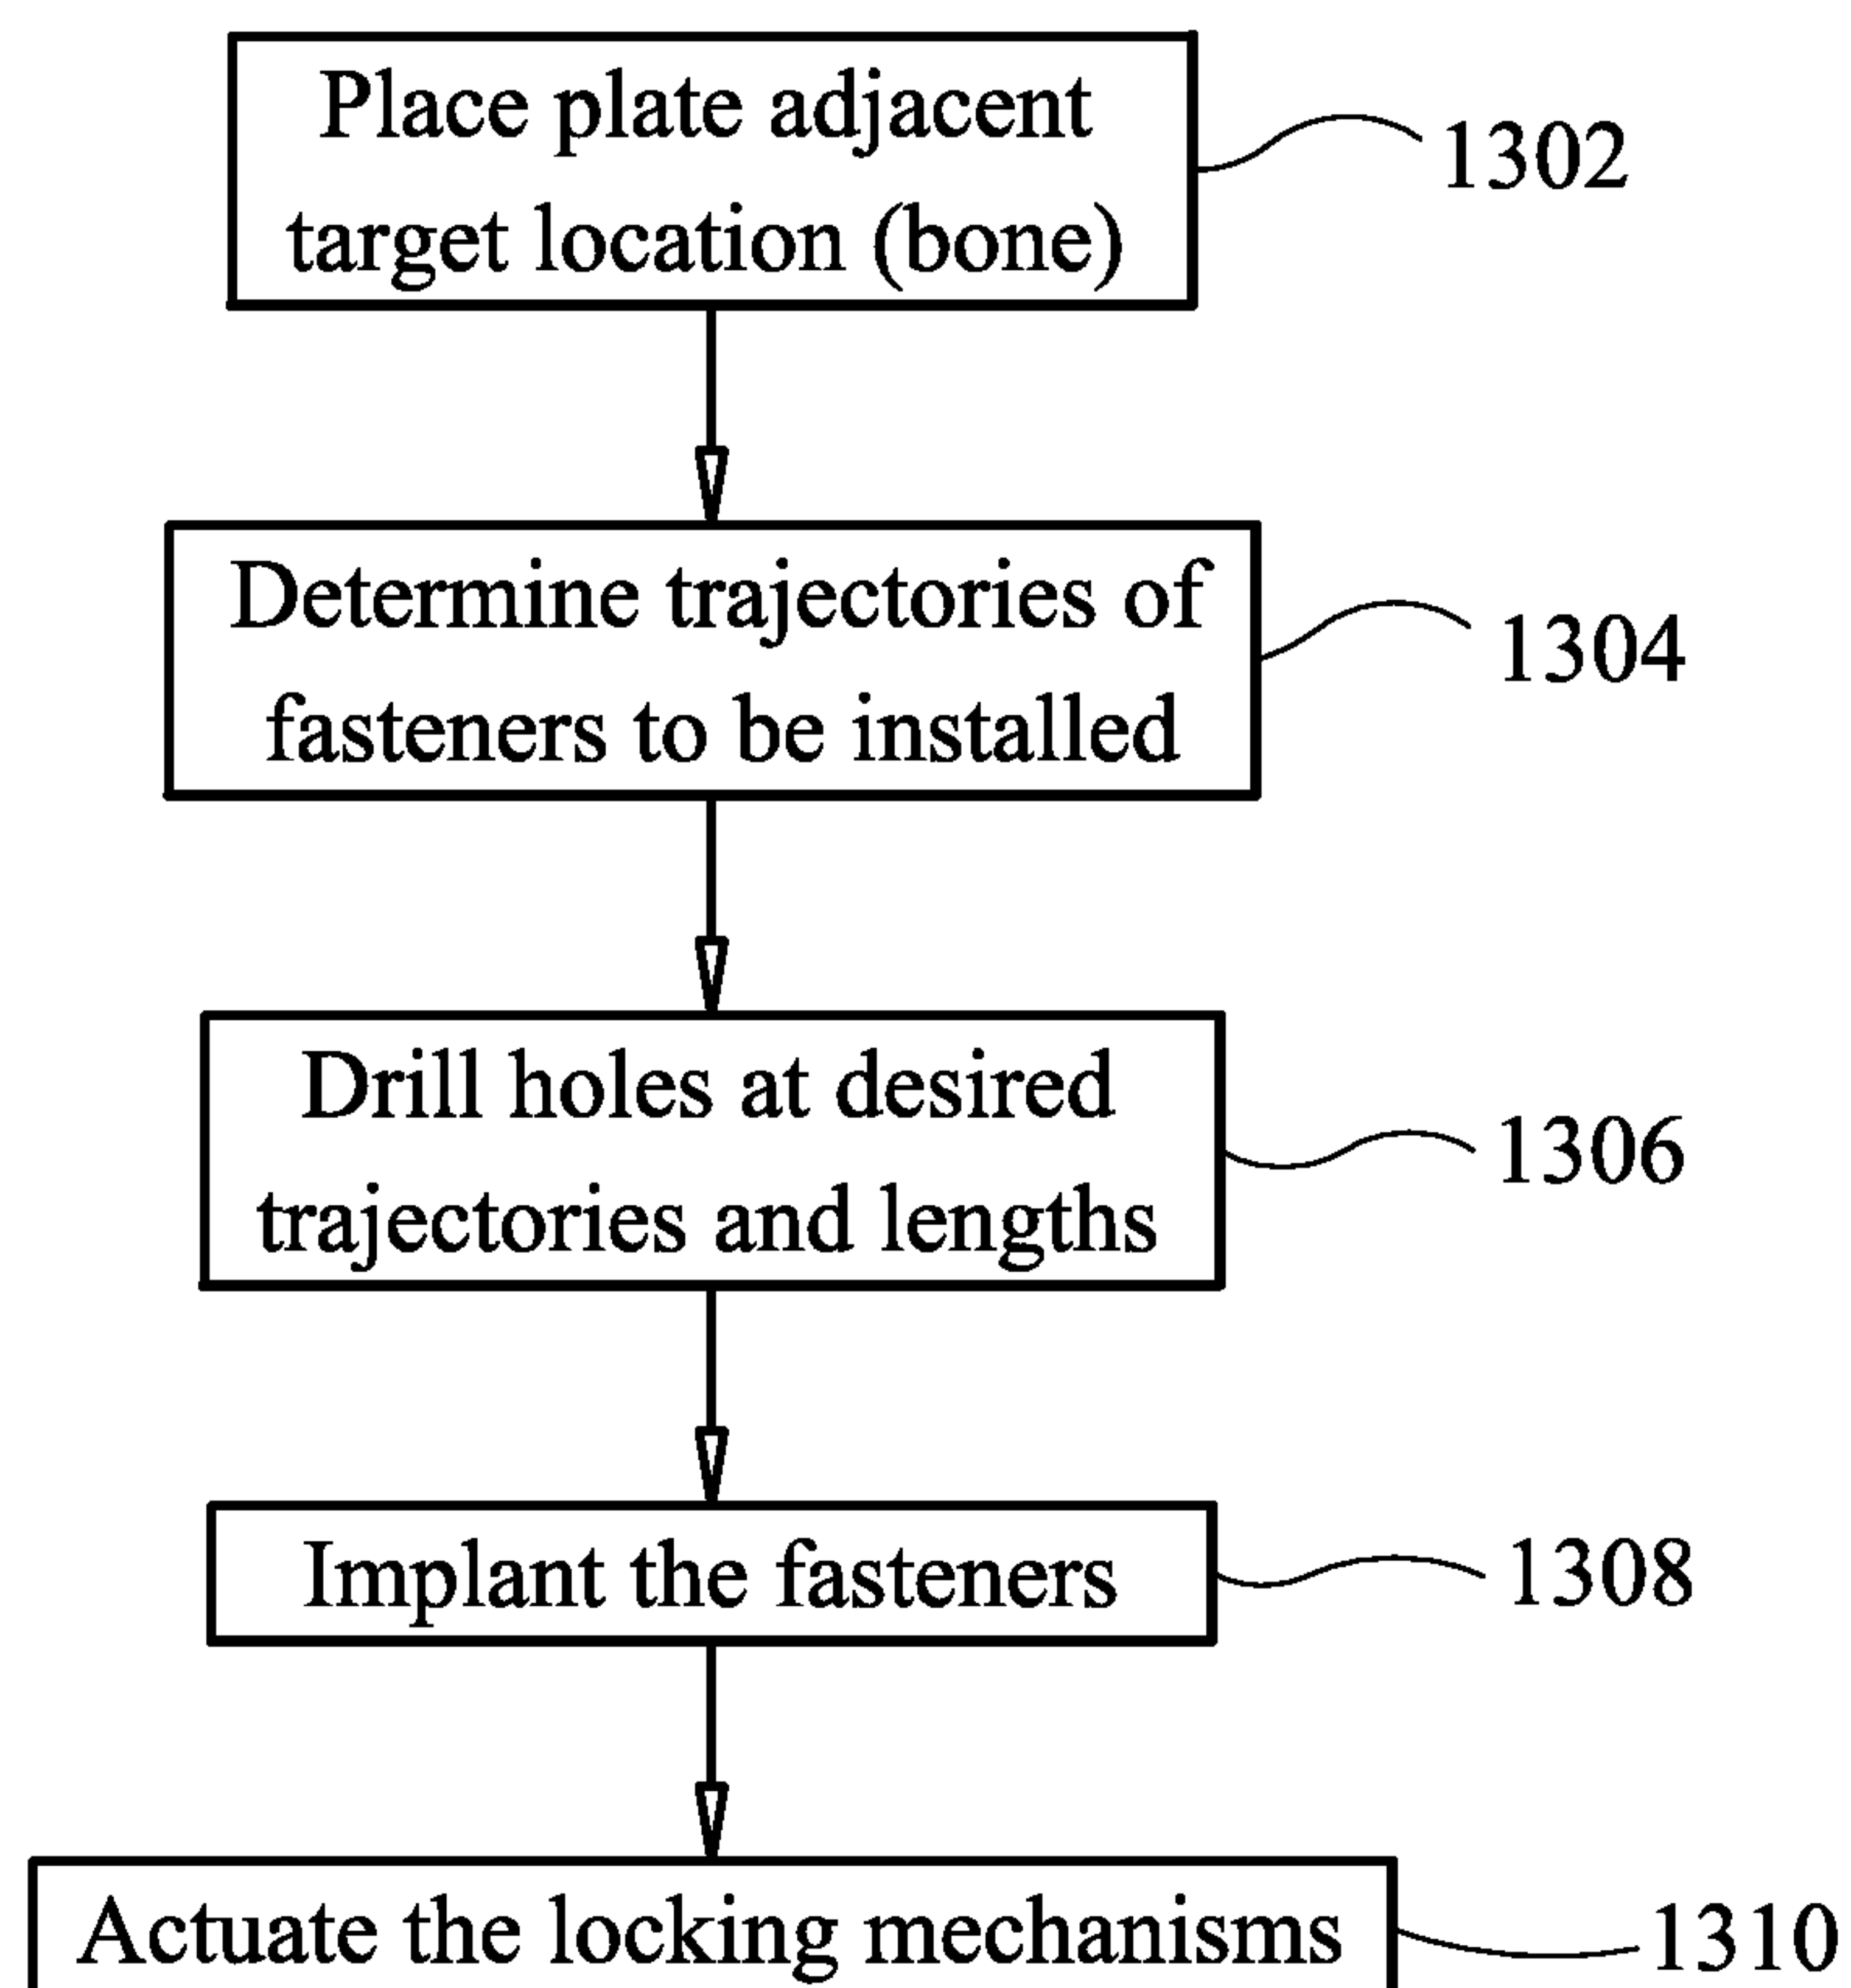 Place plate adjacent
target location (bone)
1302
Determine trajectories of
fasteners to be installed
1304
Drill holes at desired
trajectories and lengths
1306
Implant the fasteners
1308
Actuate the locking mechanisms
1310